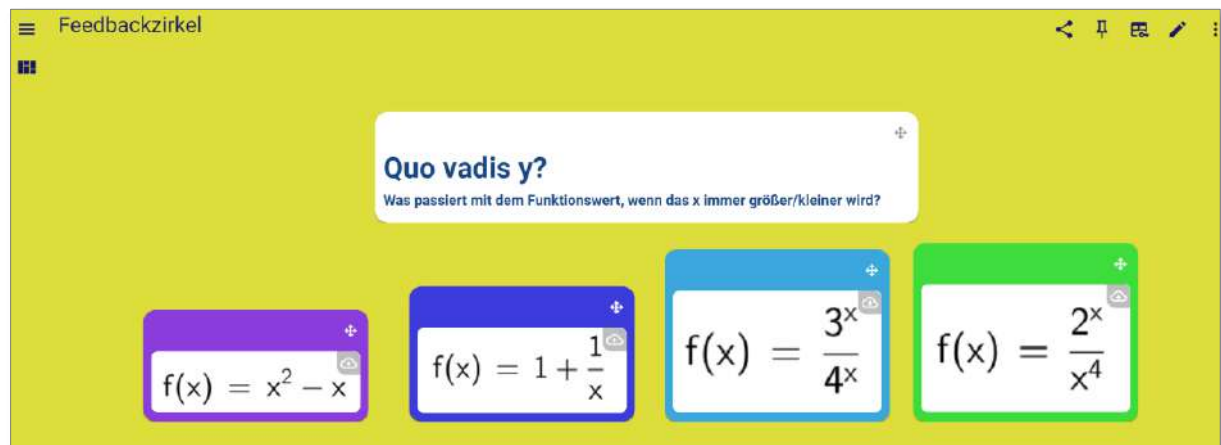 Feedbackzirkel
Quo vadis y?
Was passiert mit dem Funktionswert, wenn das x immer größer/kleiner wird?
f(x) = x² − x
f(x) = 1 + 1/x
f(x) = 3ˣ/4ˣ
f(x) = 2ˣ/x⁴